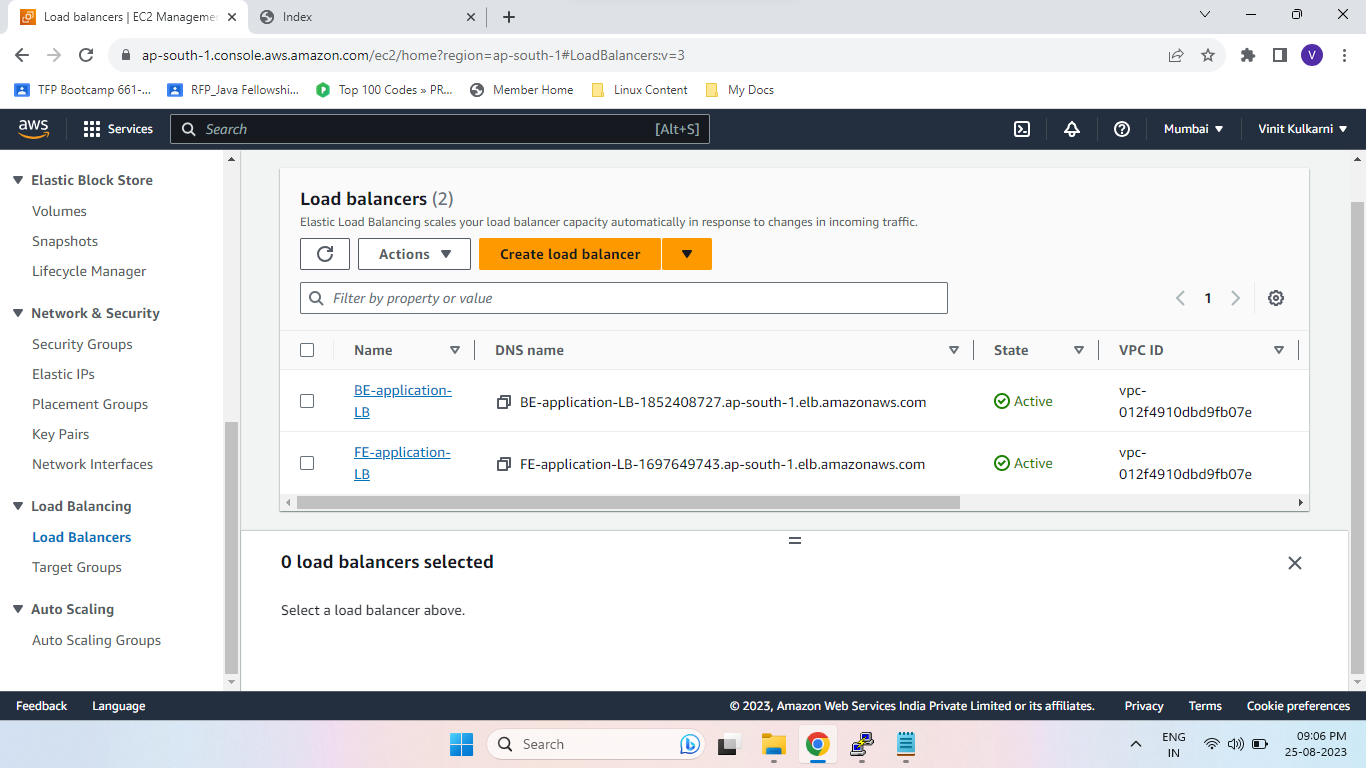 Load balancers | EC2 Manageme
Index
ap-south-1.console.aws.amazon.com/ec2/home?region=ap-south-1#LoadBalancers:v=3
V
TFP Bootcamp 661-...
RFP_Java Fellowshi...
Top 100 Codes » PR...
Member Home
Linux Content
My Docs
aws
Services
Search
[Alt+S]
Mumbai
Vinit Kulkarni
Elastic Block Store
Volumes
Snapshots
Lifecycle Manager
Network & Security
Security Groups
Elastic IPs
Placement Groups
Key Pairs
Network Interfaces
Load Balancing
Load Balancers
Target Groups
Auto Scaling
Auto Scaling Groups
Load balancers (2)
Elastic Load Balancing scales your load balancer capacity automatically in response to changes in incoming traffic.
Actions
Create load balancer
Filter by property or value
1
Name
DNS name
State
VPC ID
BE-application-
LB
BE-application-LB-1852408727.ap-south-1.elb.amazonaws.com
Active
vpc-
012f4910dbd9fb07e
FE-application-
LB
FE-application-LB-1697649743.ap-south-1.elb.amazonaws.com
Active
vpc-
012f4910dbd9fb07e
0 load balancers selected
Select a load balancer above.
Feedback
Language
© 2023, Amazon Web Services India Private Limited or its affiliates.
Privacy
Terms
Cookie preferences
Search
ENG
IN
09:06 PM
25-08-2023